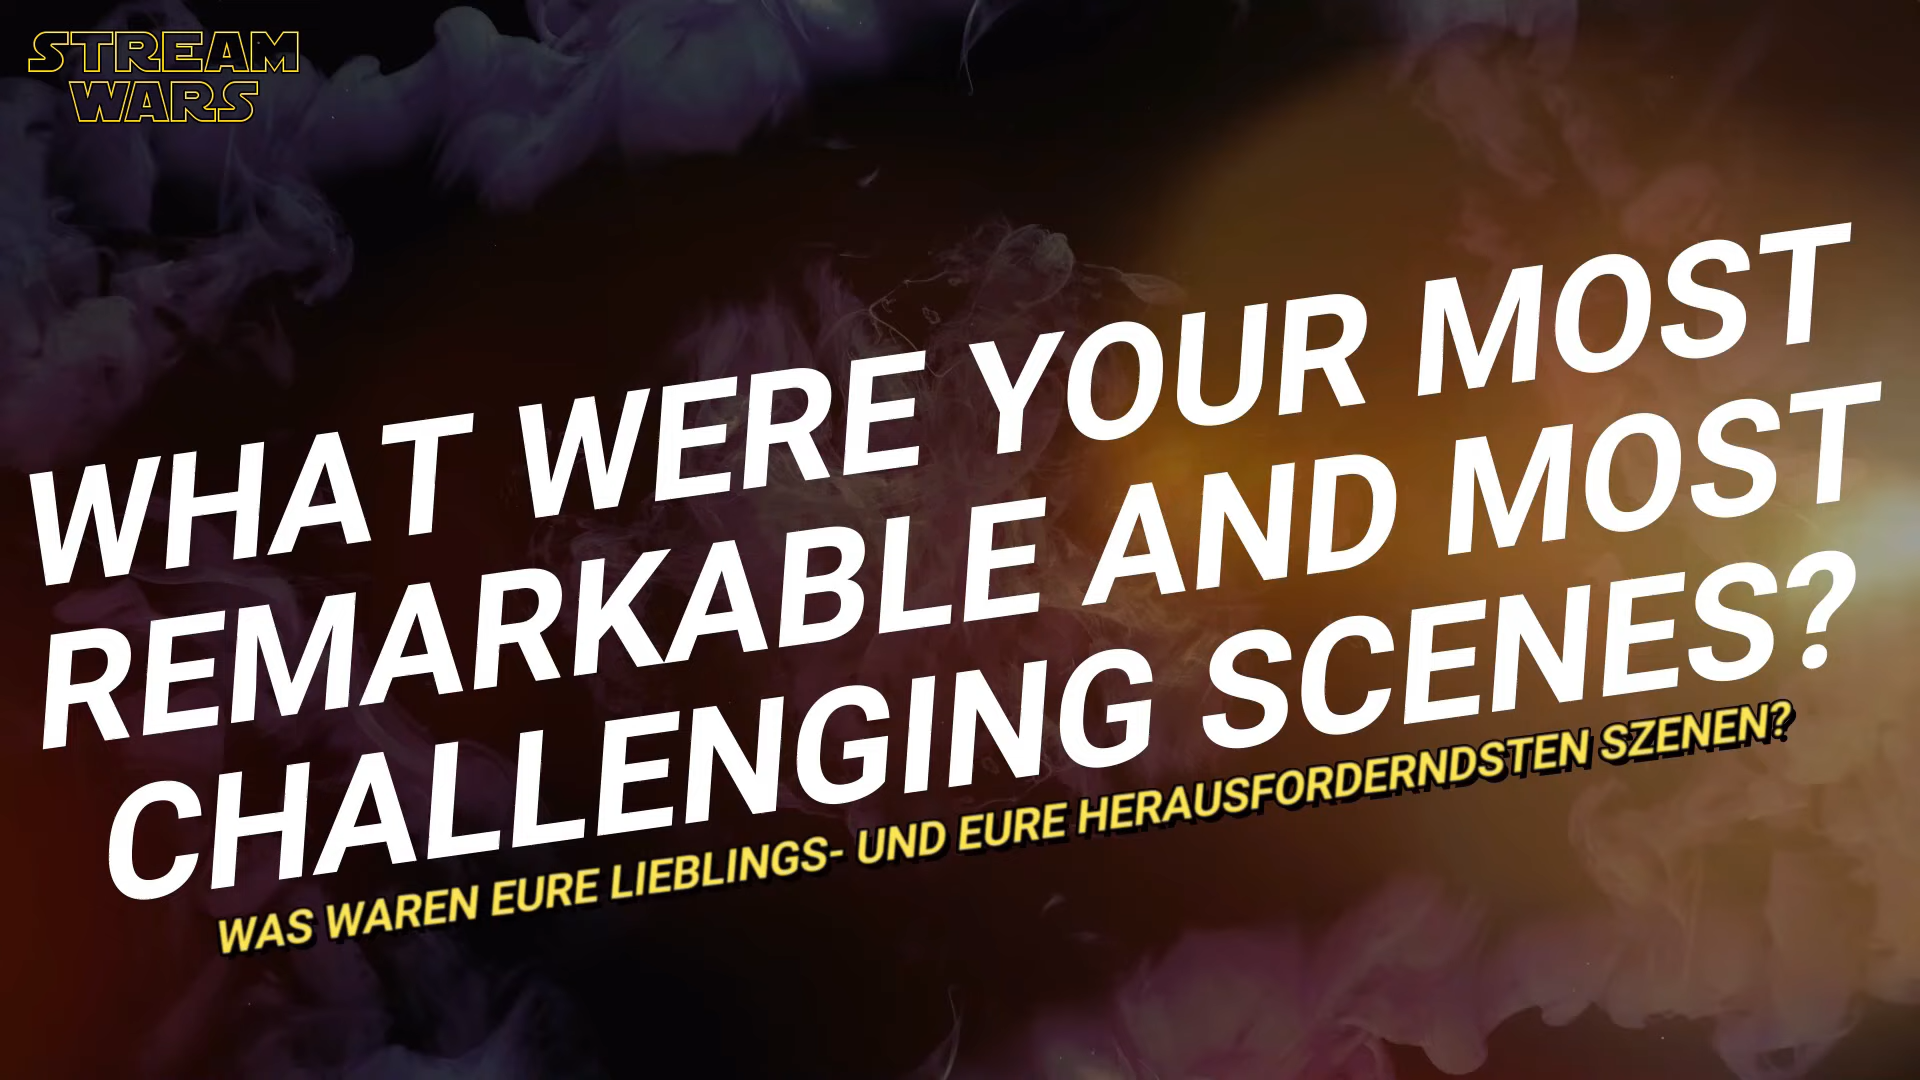 STREAM
WARS
WHAT WERE YOUR MOST
REMARKABLE AND MOST
CHALLENGING SCENES?
WAS WAREN EURE LIEBLINGS- UND EURE HERAUSFORDERNDSTEN SZENEN?